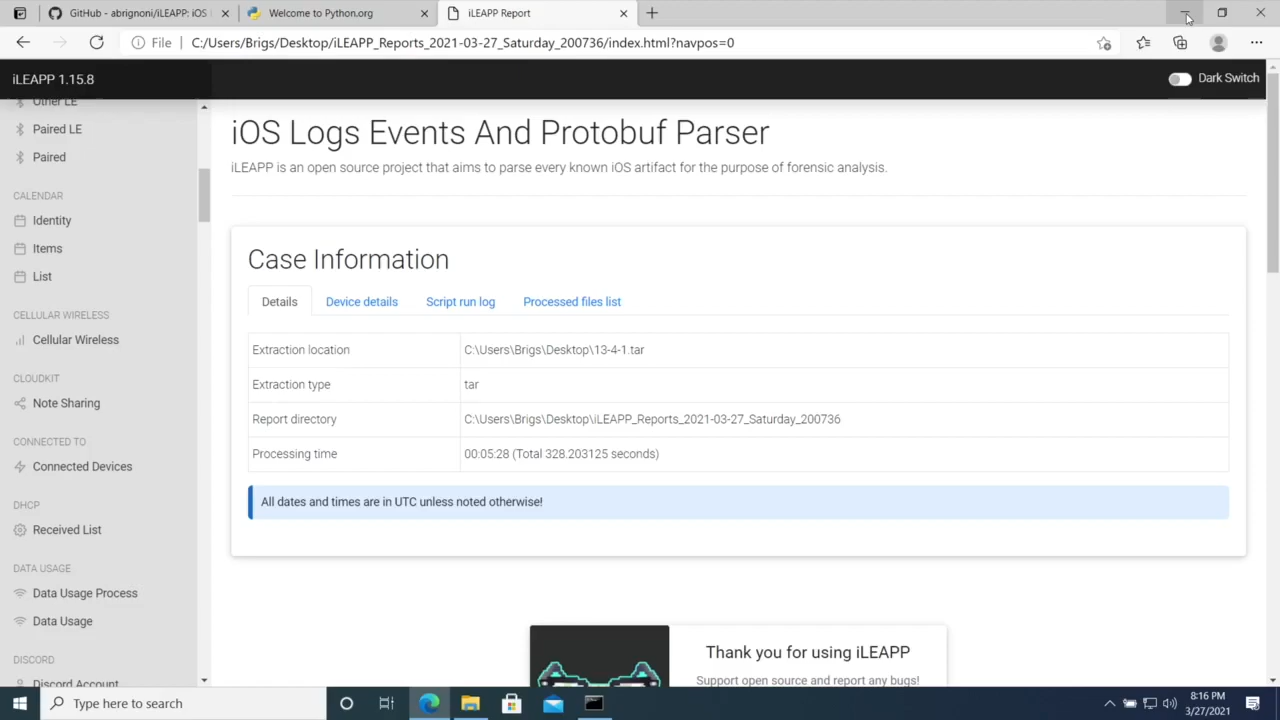 GitHub - abrignoni/iLEAPP: iOS L
Welcome to Python.org
iLEAPP Report
File
C:/Users/Brigs/Desktop/iLEAPP_Reports_2021-03-27_Saturday_200736/index.html?navpos=0
iLEAPP 1.15.8
Dark Switch
Other LE
Paired LE
Paired
CALENDAR
Identity
Items
List
CELLULAR WIRELESS
Cellular Wireless
CLOUDKIT
Note Sharing
CONNECTED TO
Connected Devices
DHCP
Received List
DATA USAGE
Data Usage Process
Data Usage
DISCORD
Discord Account
iOS Logs Events And Protobuf Parser
iLEAPP is an open source project that aims to parse every known iOS artifact for the purpose of forensic analysis.
Case Information
Details
Device details
Script run log
Processed files list
Extraction location C:\Users\Brigs\Desktop\13-4-1.tar
Extraction type tar
Report directory C:\Users\Brigs\Desktop\iLEAPP_Reports_2021-03-27_Saturday_200736
Processing time 00:05:28 (Total 328.203125 seconds)
All dates and times are in UTC unless noted otherwise!
Thank you for using iLEAPP
Support open source and report any bugs!
Type here to search
8:16 PM
3/27/2021